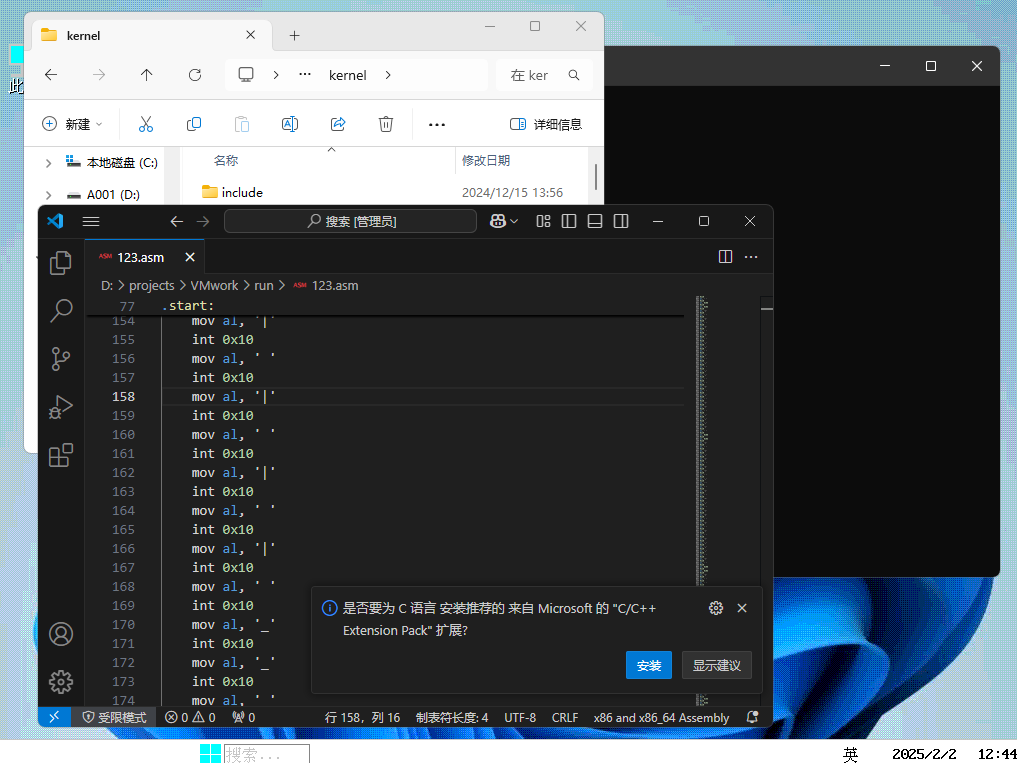 kernel
kernel
在 ker
新建
详细信息
本地磁盘 (C:)
A001 (D:)
名称
修改日期
include
2024/12/15 13:56
此
搜索 [管理员]
ASM 123.asm
D: > projects > VMwork > run > ASM 123.asm
77 .start:
154 mov al, '|'
155 int 0x10
156 mov al, ' '
157 int 0x10
158 mov al, '|'
159 int 0x10
160 mov al, ' '
161 int 0x10
162 mov al, '|'
163 int 0x10
164 mov al, ' '
165 int 0x10
166 mov al, '|'
167 int 0x10
168 mov al, ' '
169 int 0x10
170 mov al, '_'
171 int 0x10
172 mov al, '_'
173 int 0x10
174 mov al, ' '
是否要为 C 语言 安装推荐的 来自 Microsoft 的 "C/C++
Extension Pack" 扩展?
安装
显示建议
受限模式
0 0
0
行 158，列 16
制表符长度: 4
UTF-8
CRLF
x86 and x86_64 Assembly
搜索...
英
2025/2/2
12:44